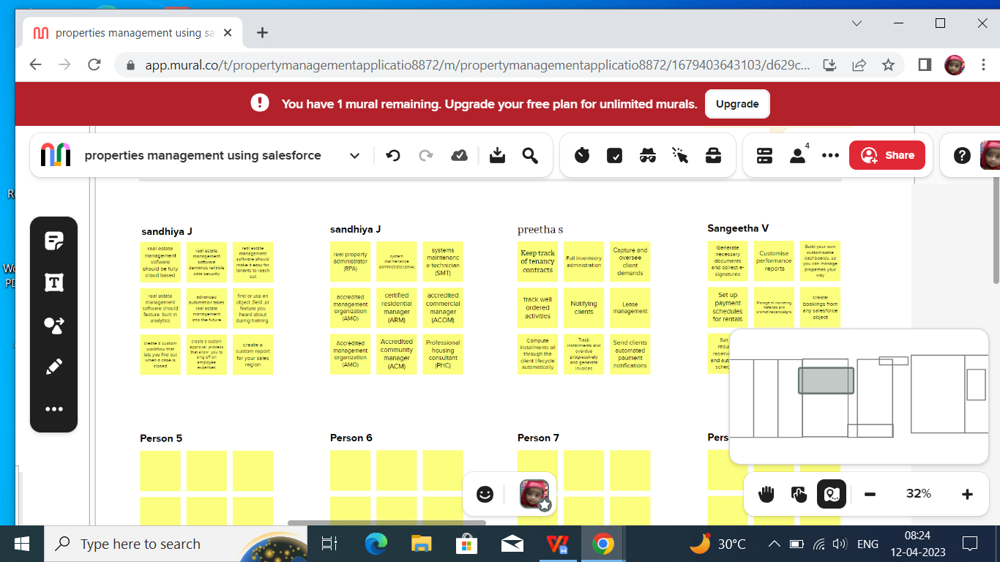 properties management using sa
app.mural.co/t/propertymanagementapplicatio8872/m/propertymanagementapplicatio8872/1679403643103/d629c...
You have 1 mural remaining. Upgrade your free plan for unlimited murals.
Upgrade
properties management using salesforce
4
Share
sandhiya J
real estate
management
sofware
should be fully
cloud based
real estate
management
software
demands reliable
data security
real estate
management
software should
make it easy for
tenants to reach
out
real estate
management
software should
feature built in
analytics
advanced
automation takes
real estate
management
into the future
find or use an
object ,field ,or
feature you
heard about
during training
create a custom
workflow that
lets you find out
when a case is
closed
create a custom
approval process
that allow you to
sing off on
employee
expenses
create a
custom report
for your sales
region
sandhiya J
real property
administrator
(RPA)
system
maintenance
administrator(sMA)
systems
maintenanc
e technician
(SMT)
accredited
management
organization
(AMO)
certified
residential
manager
(ARM)
accredited
commercial
manager
(ACOM)
Accredited
management
organization
(AMO)
Accredited
community
manager
(ACM)
Professional
housing
consultant
(PHC)
preetha s
Keep track
of tenancy
contracts
Full inventeory
administration
Capture and
oversee
client
demands
track well
ordered
activities
Notifying
clients
Lease
management
Compute
installments all
through the
client lifecycle
automatically
Track
installments and
overdue
progressively
and generate
invoices
Send clients
automated
paument
notifications
Sangeetha V
Generate
necessary
documents
and collect e-
signatures
Customise
performance
reports
Build your own
customisable
dashboards, so
you can manage
properties your
way
Set up
payment
schedules
for rentals
Manage all marketing
materials and
promotinalcampaigns
create
bookings from
any salesforce
object
Set
recu
reserva
and aut
sched
Person 5
Person 6
Person 7
Pers
32%
Type here to search
30°C
ENG
08:24
12-04-2023